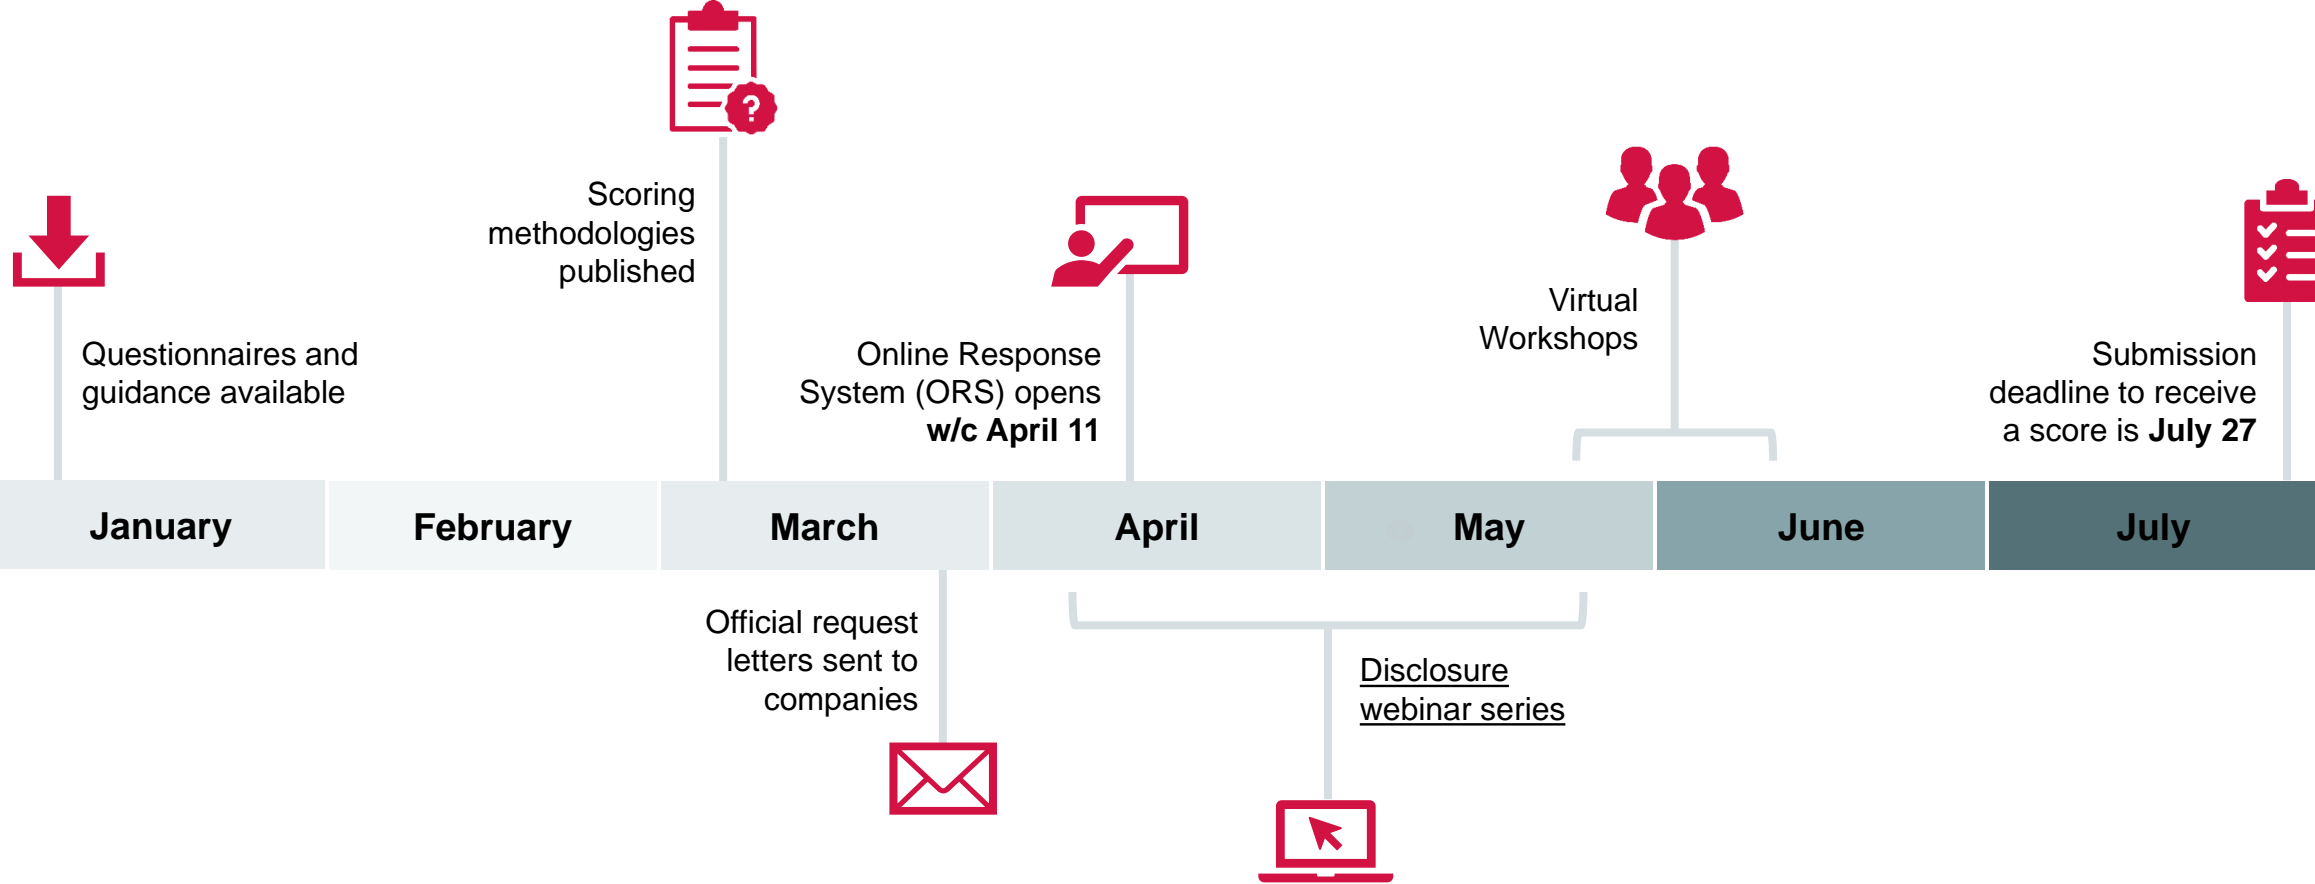 Scoring
methodologies
published
Questionnaires and
guidance available
Online Response
System (ORS) opens
w/c April 11
Virtual
Workshops
Submission
deadline to receive
a score is July 27
January
February
March
April
May
June
July
Official request
letters sent to
companies
Disclosure
webinar series
?